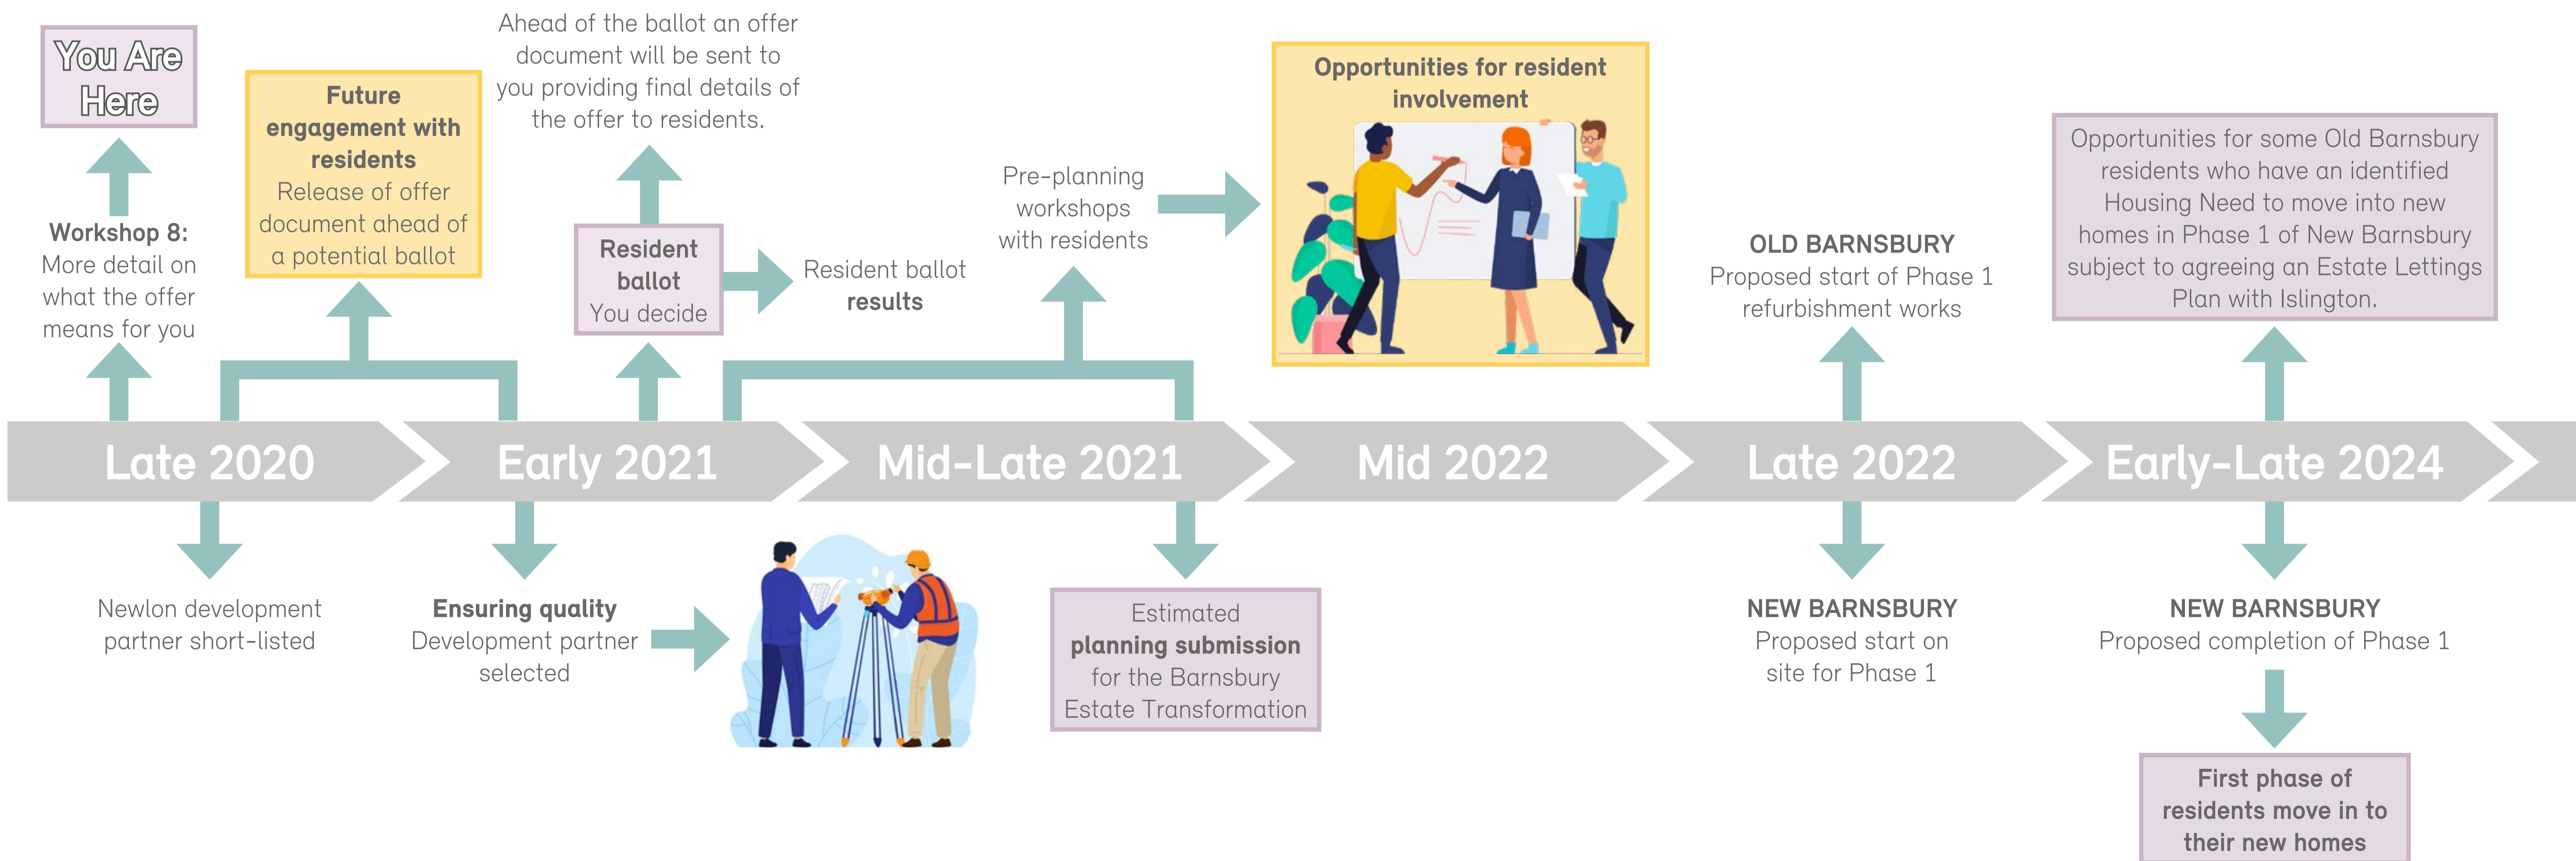 You Are
Here
Workshop 8:
More detail on
what the offer
means for you
Future
engagement with
residents
Release of offer
document ahead of
a potential ballot
Ahead of the ballot an offer
document will be sent to
you providing final details of
the offer to residents.
Resident
ballot
You decide
Resident ballot
results
Pre-planning
workshops
with residents
Opportunities for resident
involvement
OLD BARNSBURY
Proposed start of Phase 1
refurbishment works
Opportunities for some Old Barnsbury
residents who have an identified
Housing Need to move into new
homes in Phase 1 of New Barnsbury
subject to agreeing an Estate Lettings
Plan with Islington.
Late 2020
Early 2021
Mid-Late 2021
Mid 2022
Late 2022
Early-Late 2024
Newlon development
partner short-listed
Ensuring quality
Development partner
selected
Estimated
planning submission
for the Barnsbury
Estate Transformation
NEW BARNSBURY
Proposed start on
site for Phase 1
NEW BARNSBURY
Proposed completion of Phase 1
First phase of
residents move in to
their new homes